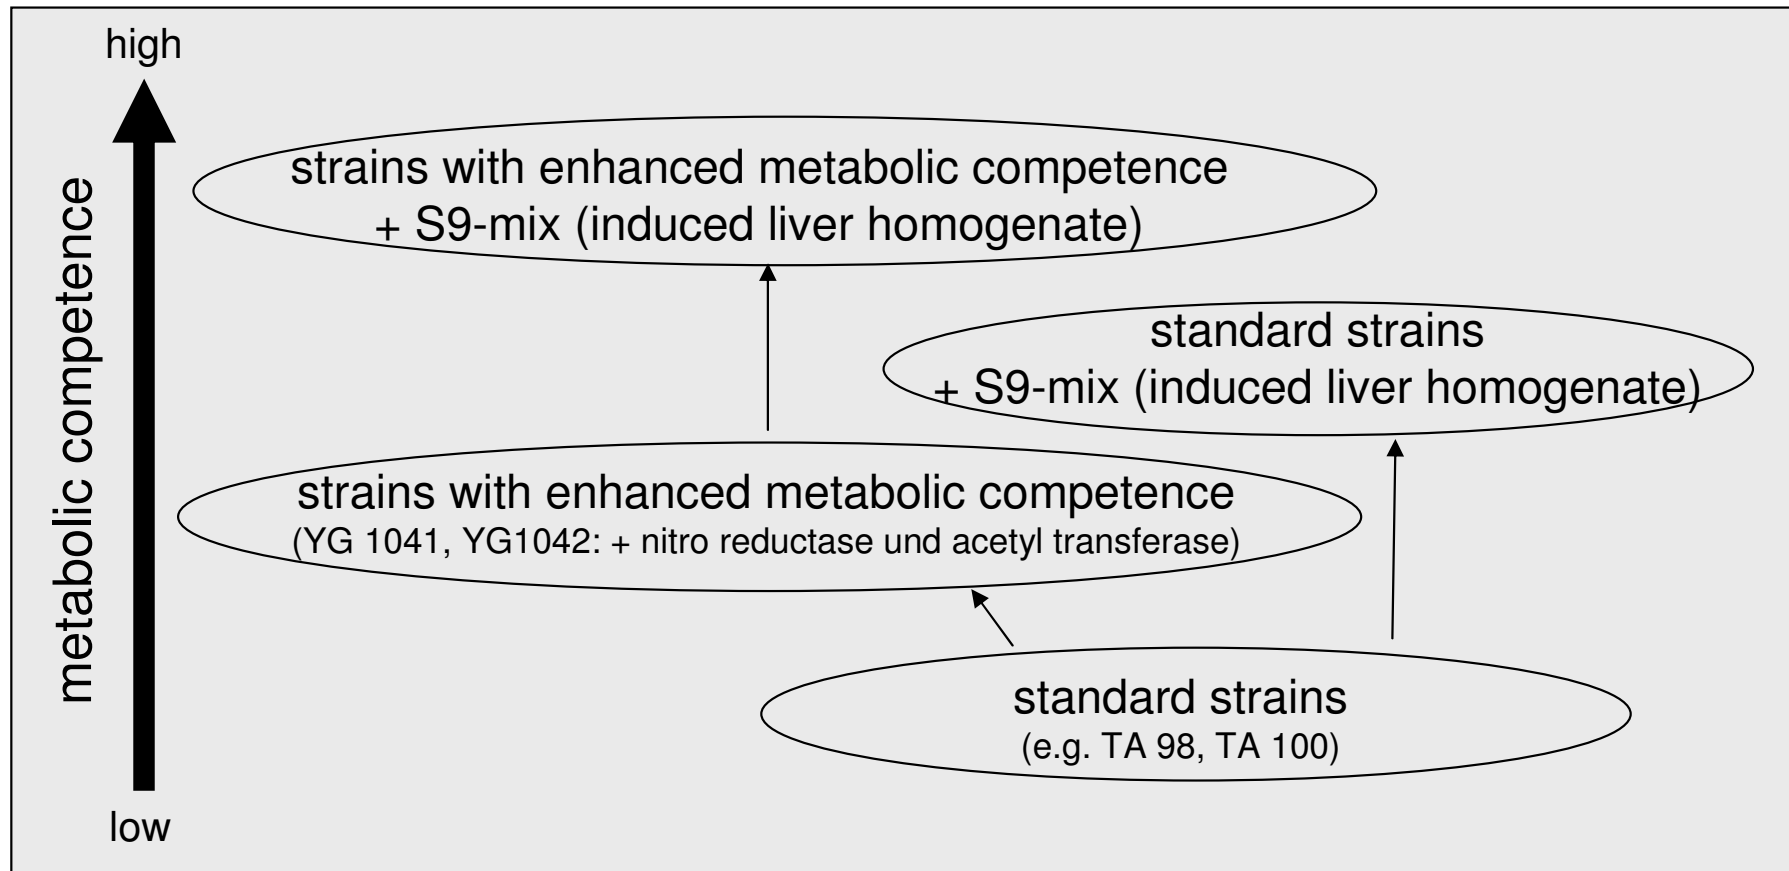 high
metabolic competence
strains with enhanced metabolic competence
+ S9-mix (induced liver homogenate)
standard strains
+ S9-mix (induced liver homogenate)
strains with enhanced metabolic competence
(YG 1041, YG1042: + nitro reductase und acetyl transferase)
standard strains
(e.g. TA 98, TA 100)
low